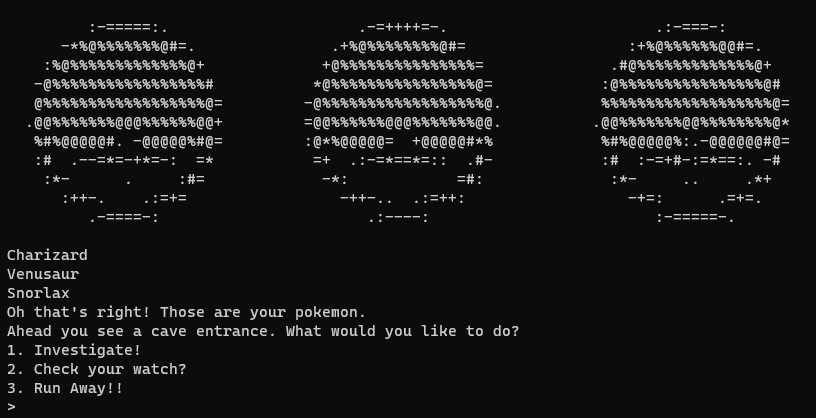 Charizard
Venusaur
Snorlax
Oh that's right! Those are your pokemon.
Ahead you see a cave entrance. What would you like to do?
1. Investigate!
2. Check your watch?
3. Run Away!!
>